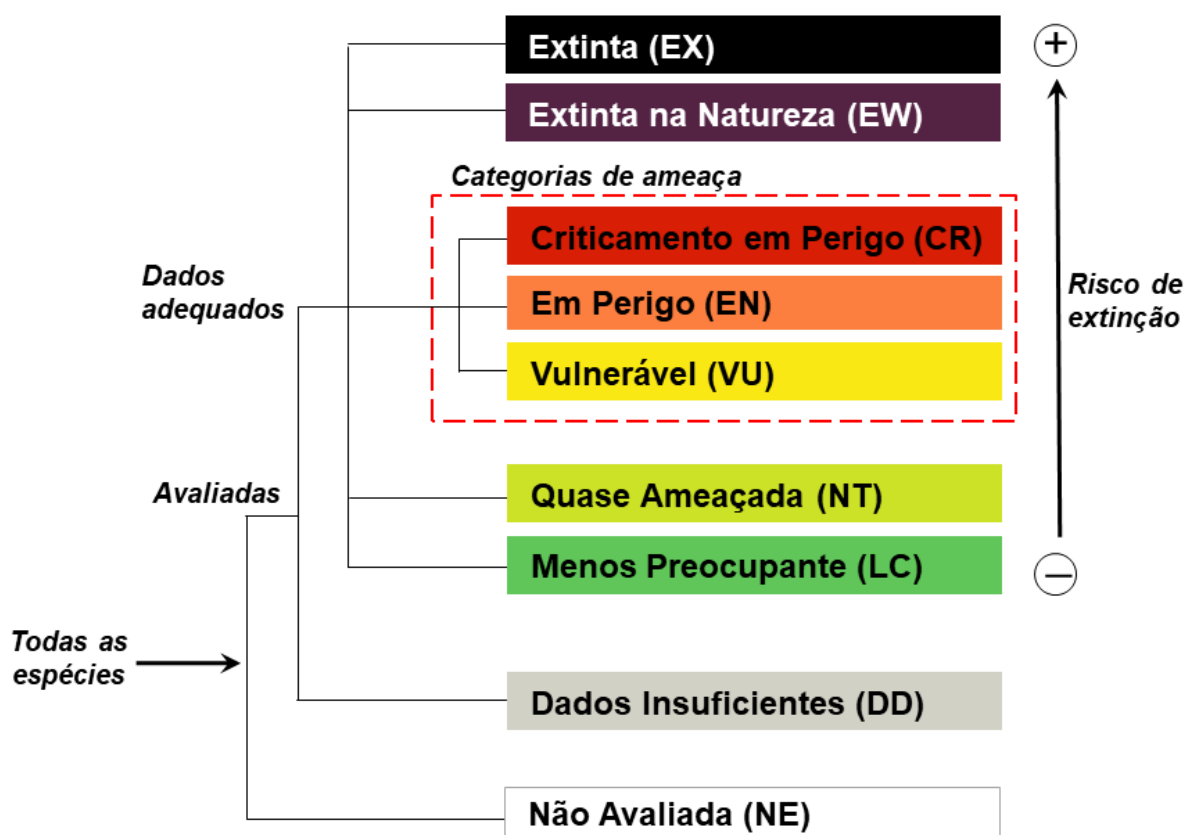 Extinta (EX)
Extinta na Natureza (EW)
Categorias de ameaça
Criticamento em Perigo (CR)
Dados
adequados
Em Perigo (EN)
Risco de
extinção
Vulnerável (VU)
Avaliadas
Quase Ameaçada (NT)
Menos Preocupante (LC)
Todas as
espécies
Dados Insuficientes (DD)
Não Avaliada (NE)